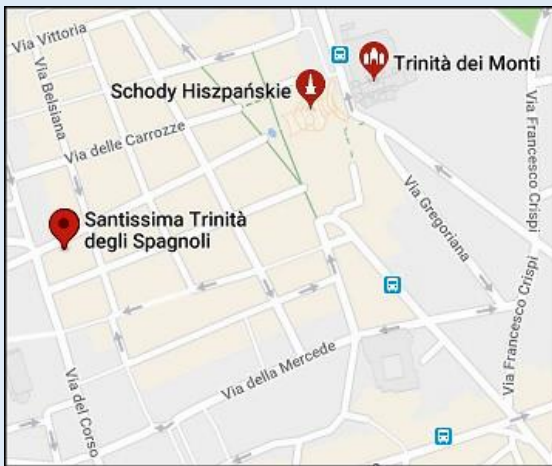 Via Vittoria
Via Belsiana
Schody Hiszpańskie
Trinità dei Monti
Via delle Carrozze
Santissima Trinità
degli Spagnoli
Via Gregoriana
Via Francesco Crispi
Via Francesco Crispi
Via della Mercede
Via del Corso